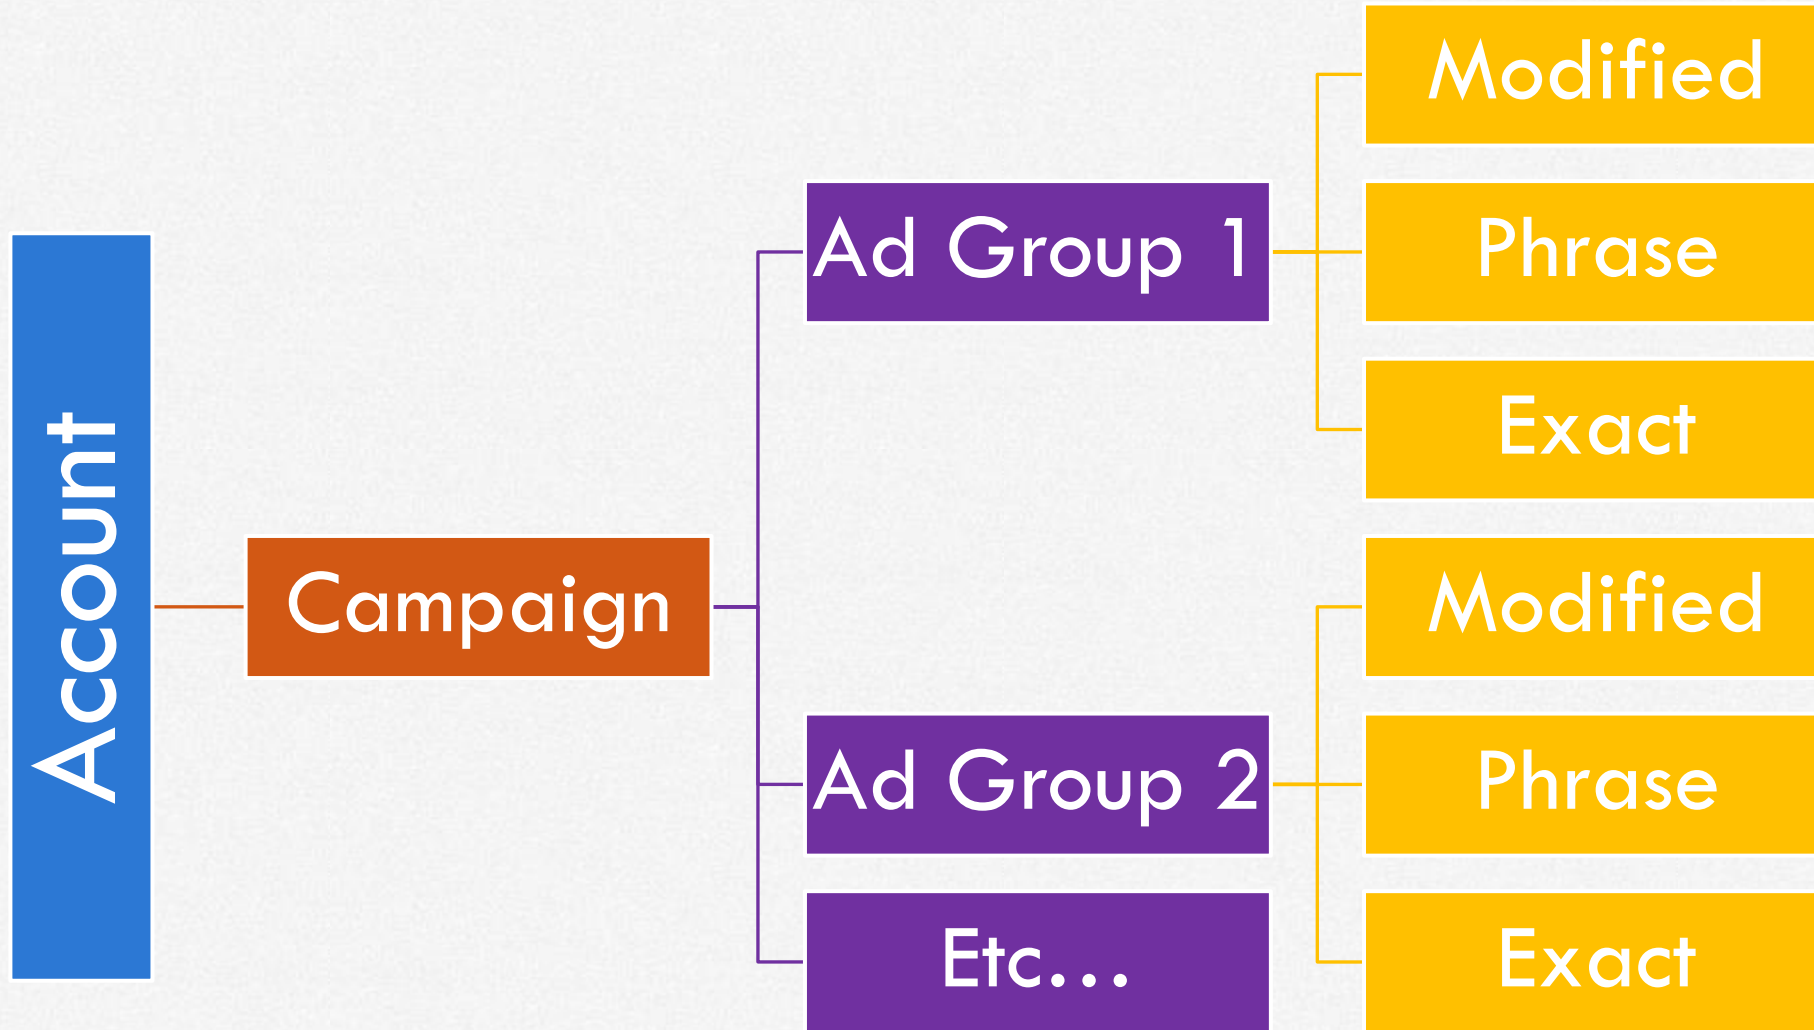 Account
Campaign
Ad Group 1
Modified
Phrase
Exact
Ad Group 2
Modified
Phrase
Exact
Etc...